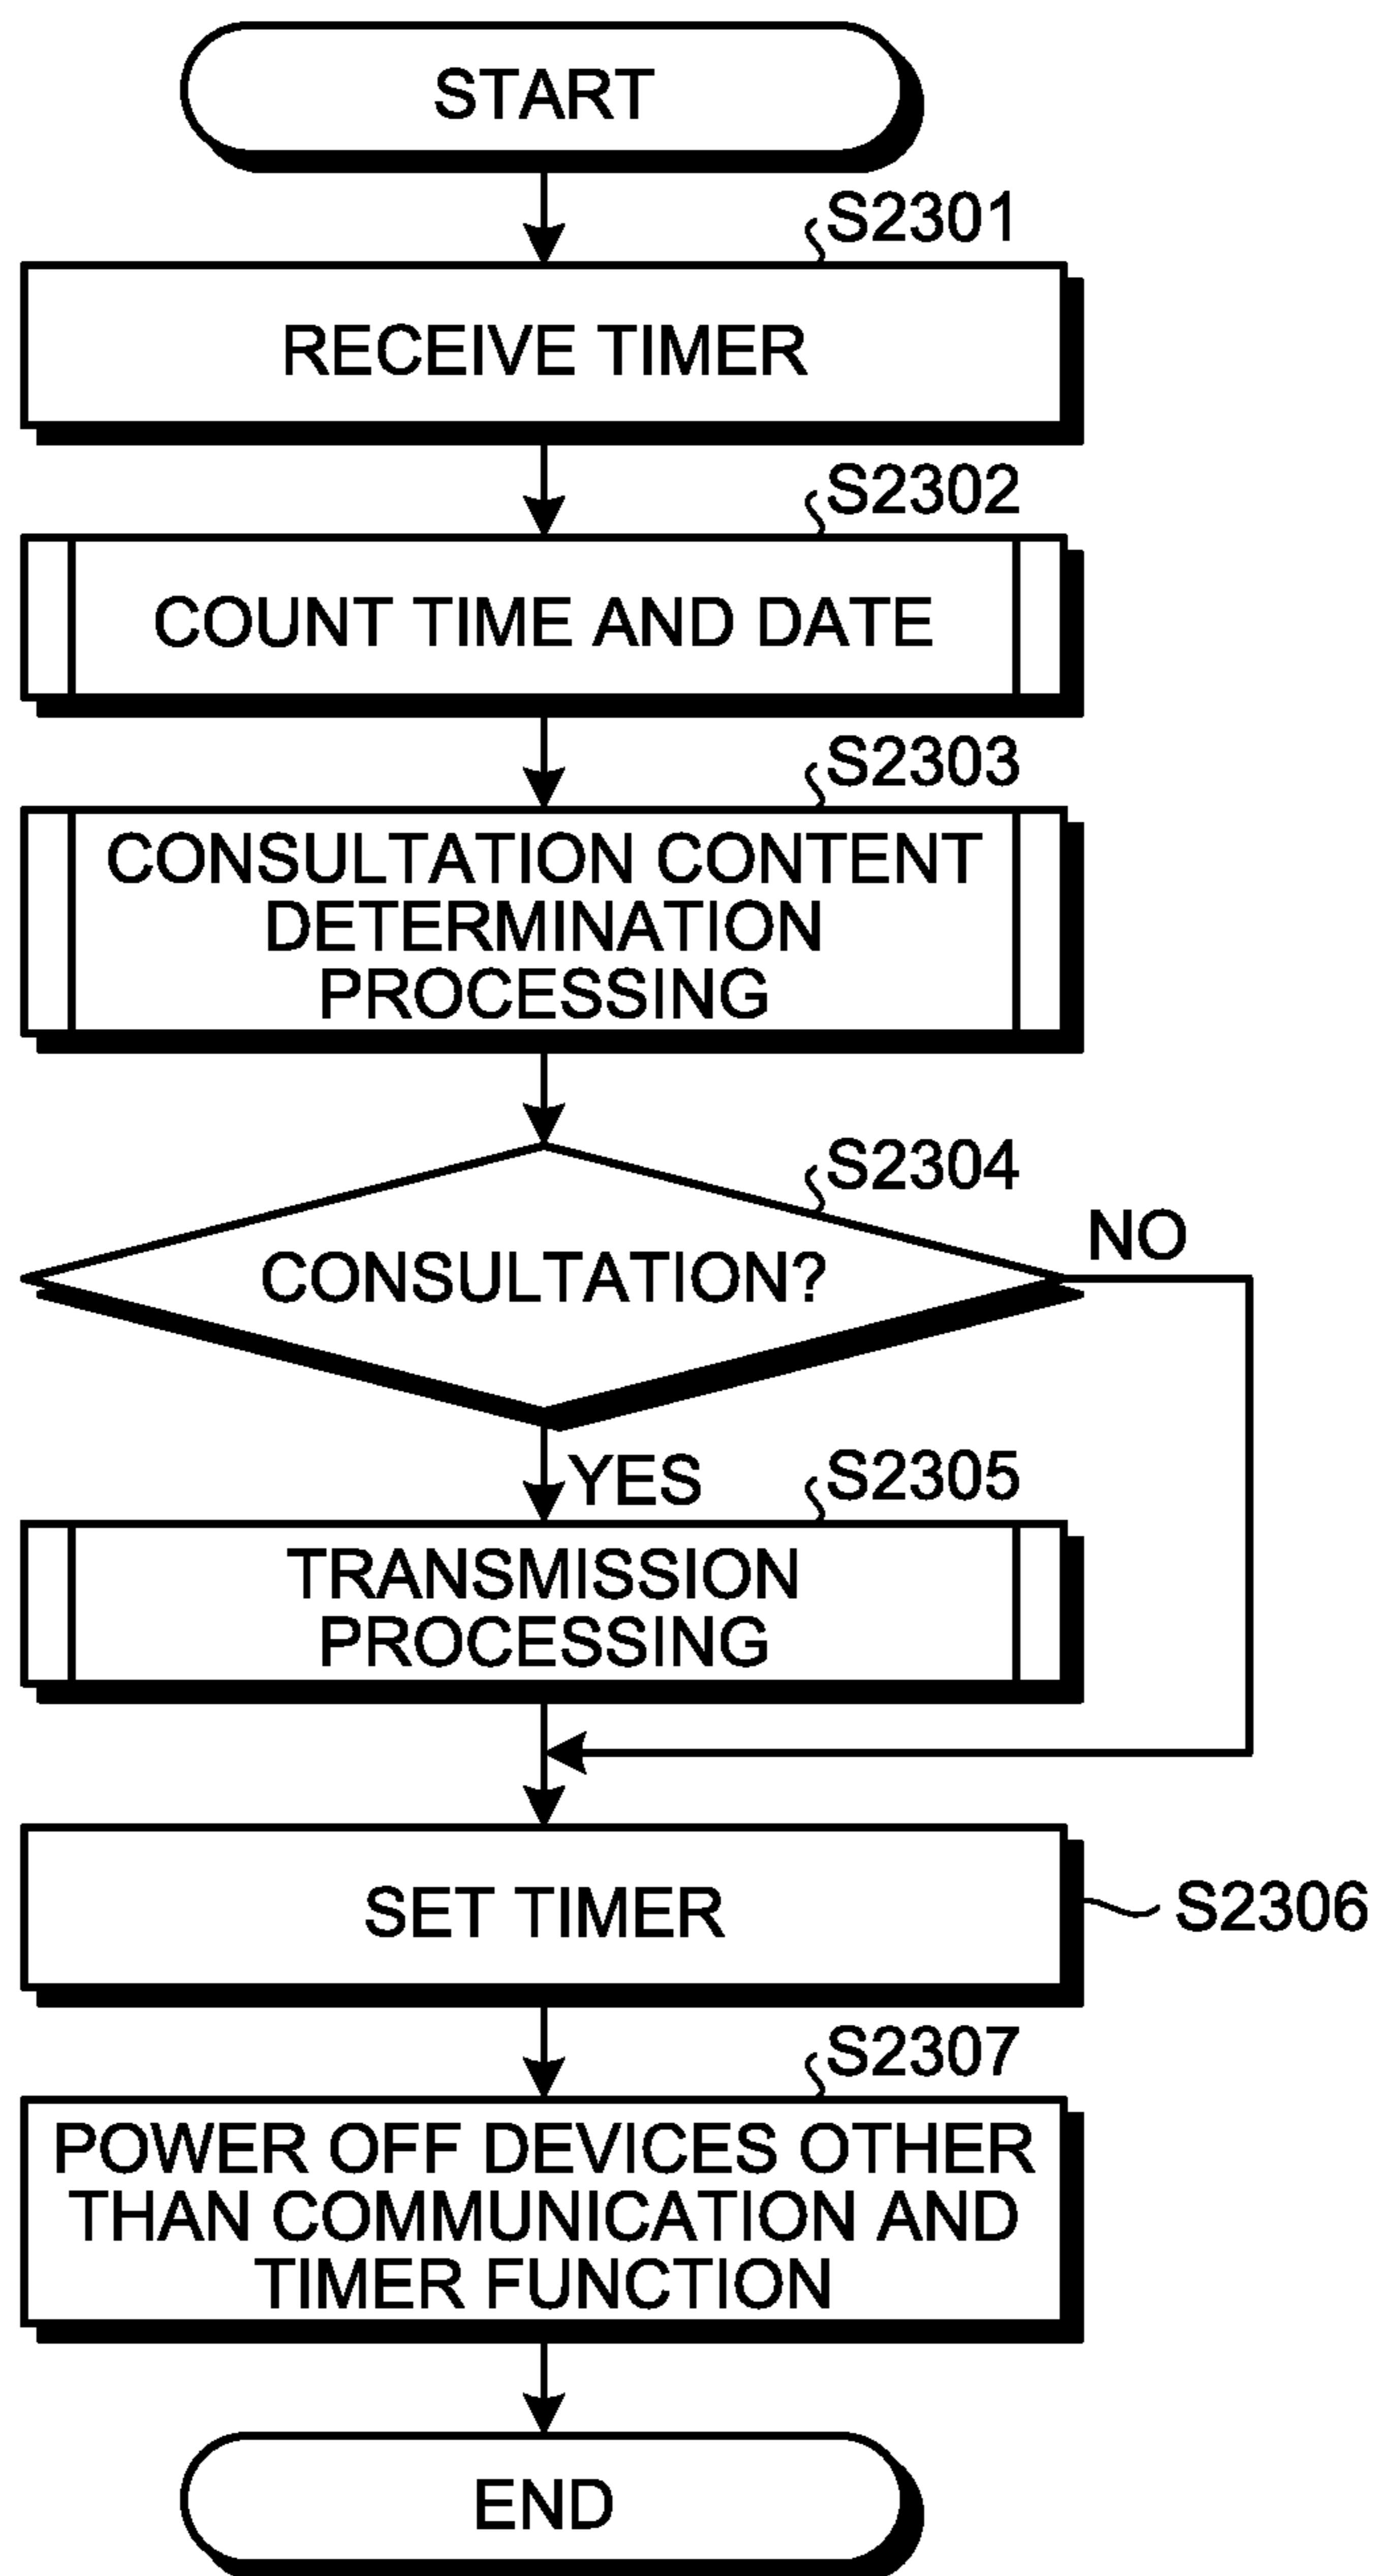 START
S2301
RECEIVE TIMER
S2302
COUNT TIME AND DATE
S2303
CONSULTATION CONTENT
DETERMINATION
PROCESSING
S2304
CONSULTATION?
NO
YES
S2305
TRANSMISSION
PROCESSING
SET TIMER
S2306
S2307
POWER OFF DEVICES OTHER
THAN COMMUNICATION AND
TIMER FUNCTION
END